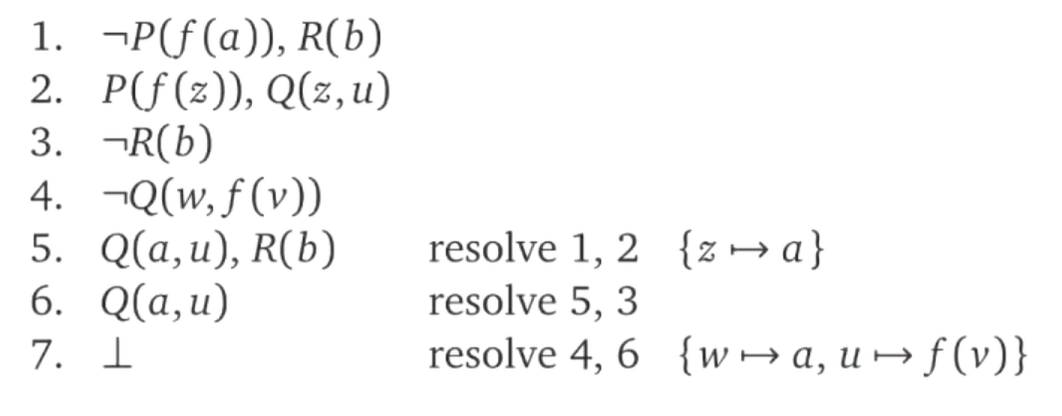 1. ¬P(f(a)), R(b)
2. P(f(z)), Q(z,u)
3. ¬R(b)
4. ¬Q(w, f(v))
5. Q(a,u), R(b) resolve 1, 2 {z ↦ a}
6. Q(a,u) resolve 5, 3
7. ⊥ resolve 4, 6 {w ↦ a, u ↦ f(v)}